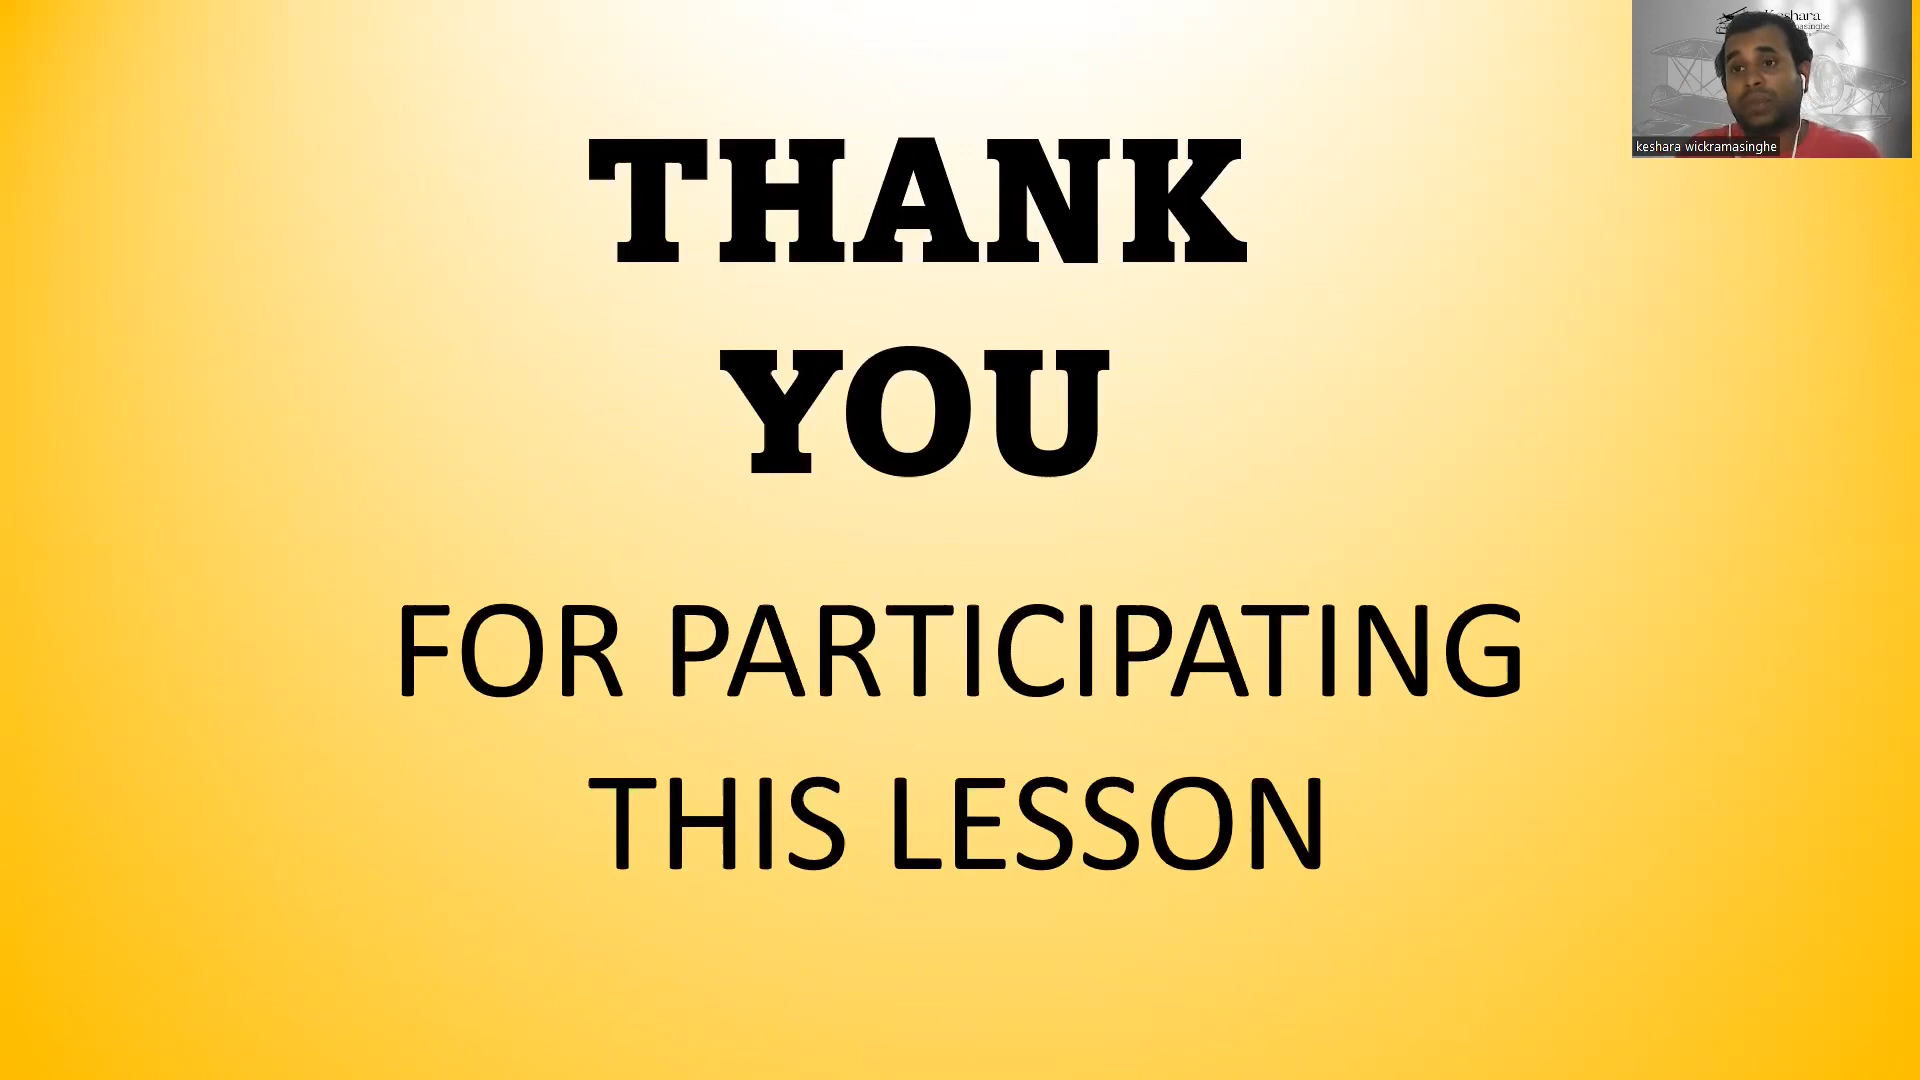 THANK
YOU
FOR PARTICIPATING
THIS LESSON
keshara wickramasinghe